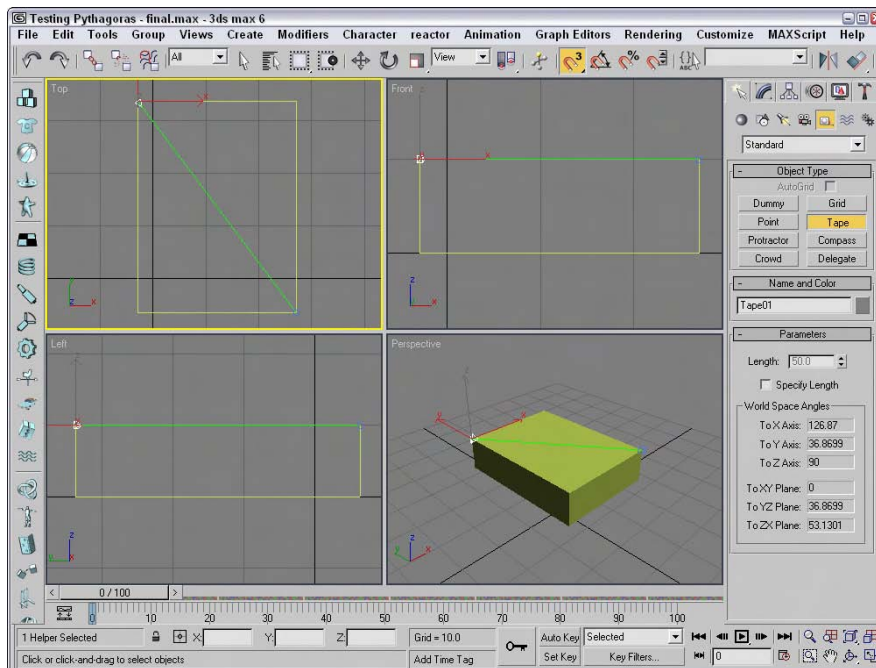 Testing Pythagoras - final.max - 3ds max 6
File Edit Tools Group Views Create Modifiers Character reactor Animation Graph Editors Rendering Customize MAXScript Help
All
View
3
%
ABC
Top
Front
Left
Perspective
x
x
z
x
z
x
y
x
z
x
z
Standard
- Object Type
AutoGrid
Dummy Grid
Point Tape
Protractor Compass
Crowd Delegate
- Name and Color
Tape01
- Parameters
Length: 50.0
Specify Length
World Space Angles
To X Axis: 126.87
To Y Axis: 36.8699
To Z Axis: 90
To XY Plane: 0
To YZ Plane: 36.8699
To ZX Plane: 53.1301
< 0 / 100 >
0 10 20 30 40 50 60 70 80 90 100
1 Helper Selected X: Y: Z: Grid = 10.0 Auto Key Selected
Click or click-and-drag to select objects Add Time Tag Set Key Key Filters... 0